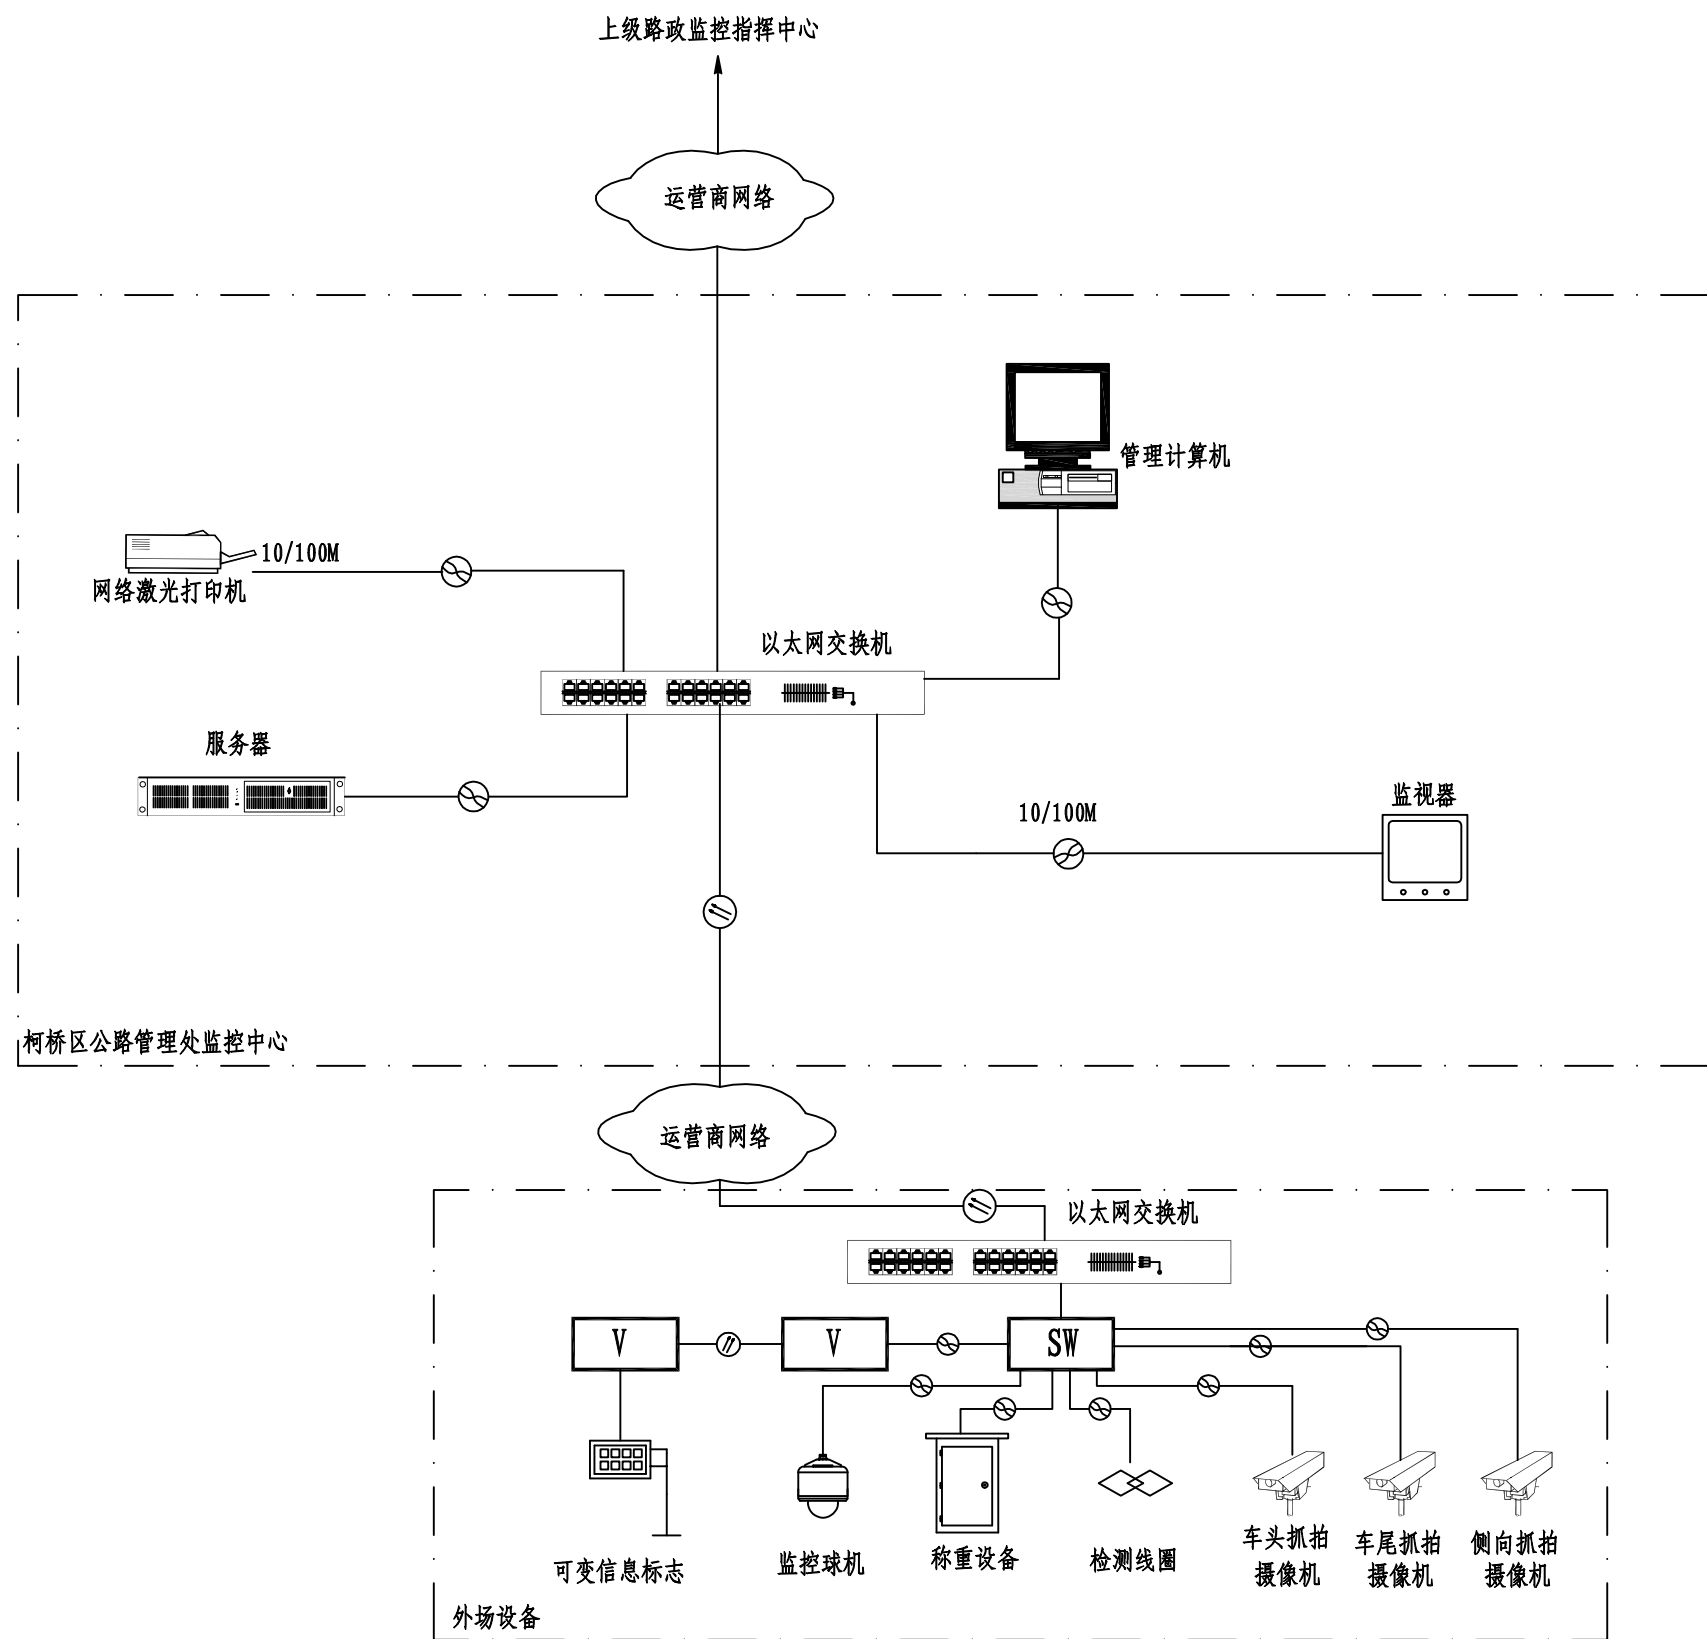 上级路政监控指挥中心
运营商网络
管理计算机
10/100M
网络激光打印机
以太网交换机
服务器
监视器
10/100M
柯桥区公路管理处监控中心
运营商网络
以太网交换机
V
V
SW
车头抓拍
摄像机
车尾抓拍
摄像机
侧向抓拍
摄像机
监控球机
称重设备
检测线圈
可变信息标志
外场设备